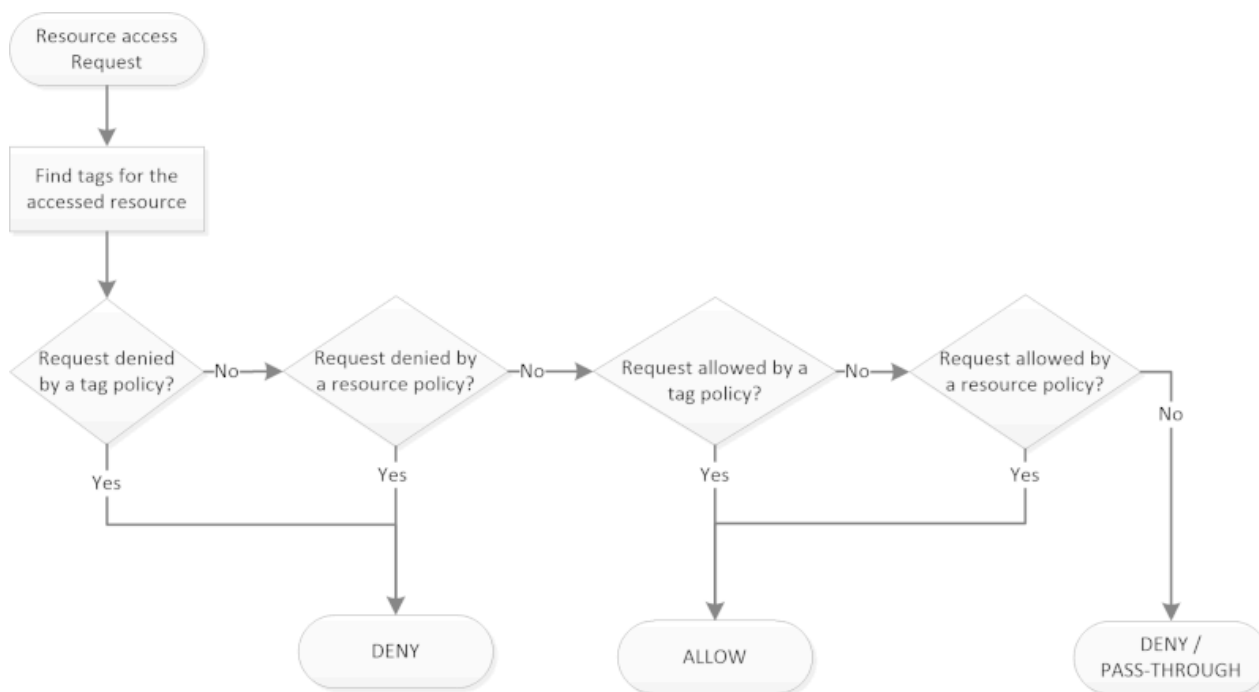 Resource access
Request
Find tags for the
accessed resource
Request denied
by a tag policy?
No
Request denied by
a resource policy?
No
Request allowed by a
tag policy?
No
Request allowed by
a resource policy?
No
Yes
Yes
Yes
Yes
DENY
ALLOW
DENY /
PASS-THROUGH